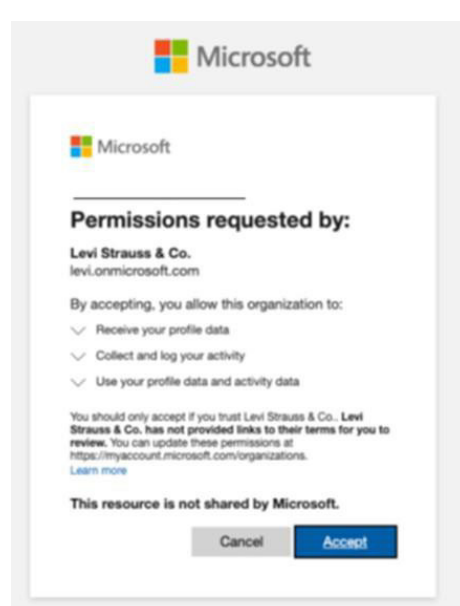 Microsoft
Microsoft
Permissions requested by:
Levi Strauss & Co.
levi.onmicrosoft.com
By accepting, you allow this organization to:
Receive your profile data
Collect and log your activity
Use your profile data and activity data
You should only accept if you trust Levi Strauss & Co.. Levi
Strauss & Co. has not provided links to their terms for you to
review. You can update these permissions at
https://myaccount.microsoft.com/organizations.
Learn more
This resource is not shared by Microsoft.
Cancel
Accept